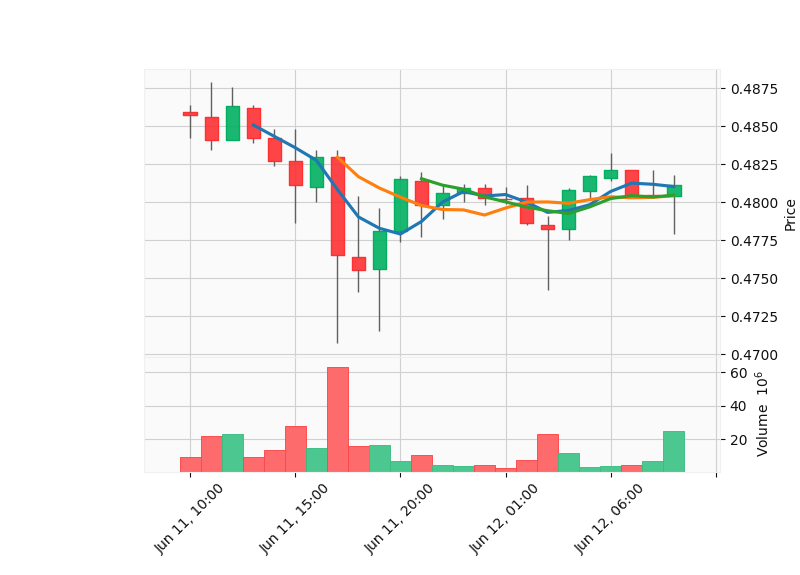 0.4875
0.4850
0.4825
0.4800
0.4775
0.4750
0.4725
0.4700
Price
60
40
20
Volume 10⁶
Jun 11, 10:00
Jun 11, 15:00
Jun 11, 20:00
Jun 12, 01:00
Jun 12, 06:00